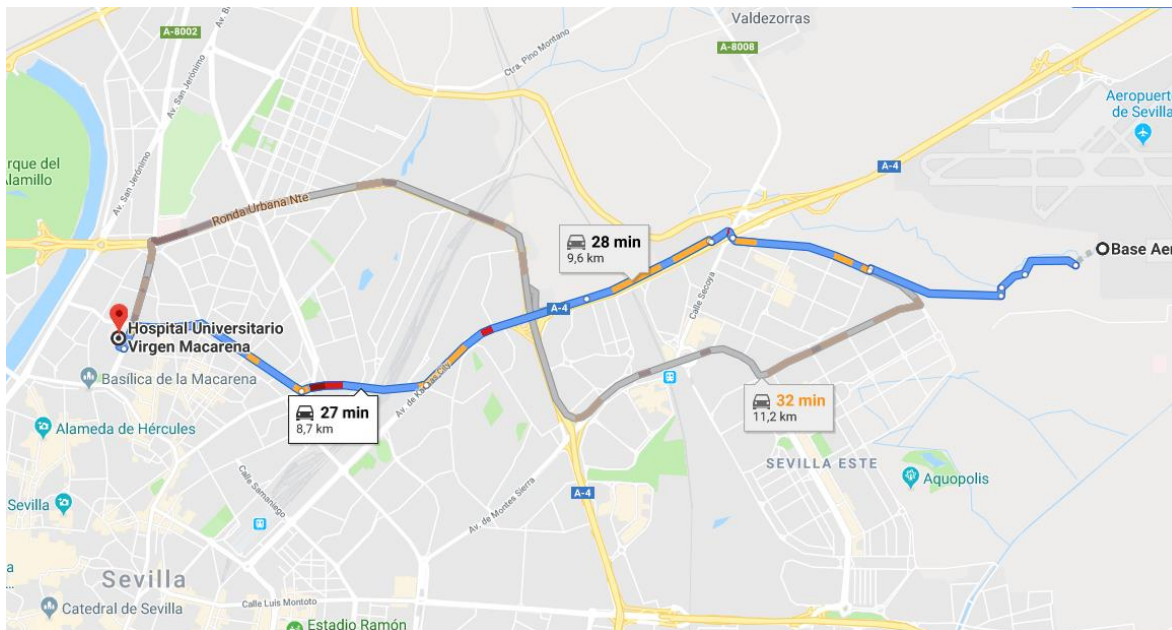 Valdezorras
A-8002
Av. San Jerónimo
Ctra. Pino Montano
A-8008
Aeropuerto
de Sevilla
Av. San Jerónimo
A-4
Parque del
Alamillo
Ronda Urbana Nte
28 min
9,6 km
Base Aer
Calle Secoya
A-4
Hospital Universitario
Virgen Macarena
Basílica de la Macarena
Av. de Kansas City
27 min
8,7 km
32 min
11,2 km
Alameda de Hércules
SEVILLA ESTE
Aquopolis
Calle Samaniego
A-4
Sevilla
Av. de Montes Sierra
Sevilla
Catedral de Sevilla
Calle Luis Montoto
Estadio Ramón